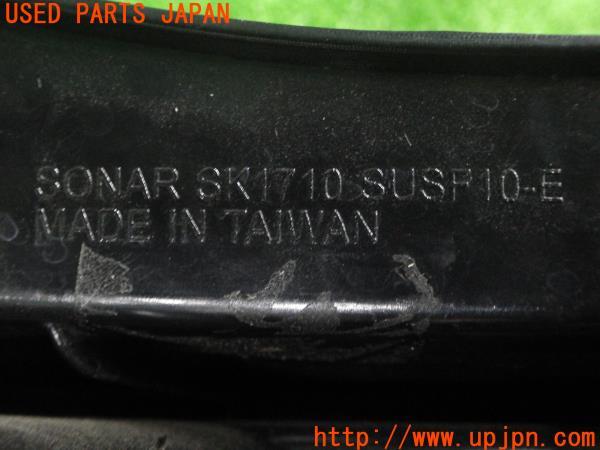 USED PARTS JAPAN
SONAR SK1710 SUSF10-E
MADE IN TAIWAN
http://www.upjpn.com/